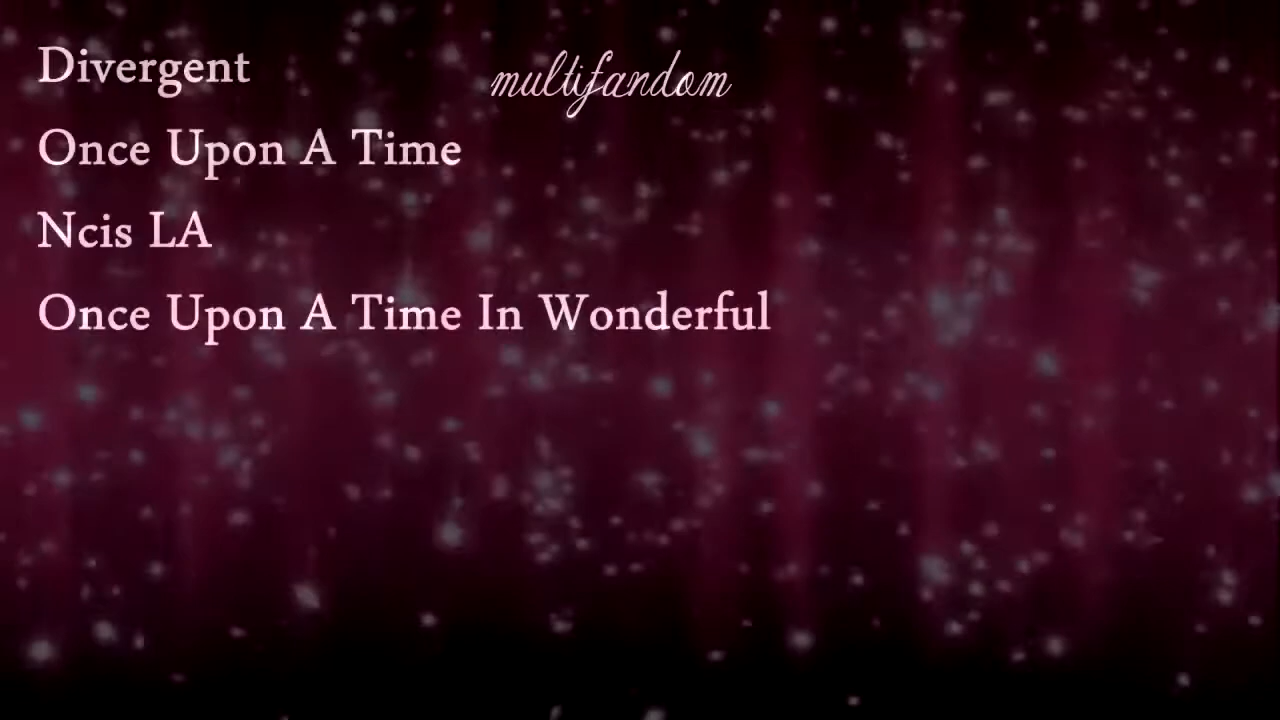 Divergent
multifandom
Once Upon A Time
Ncis LA
Once Upon A Time In Wonderful